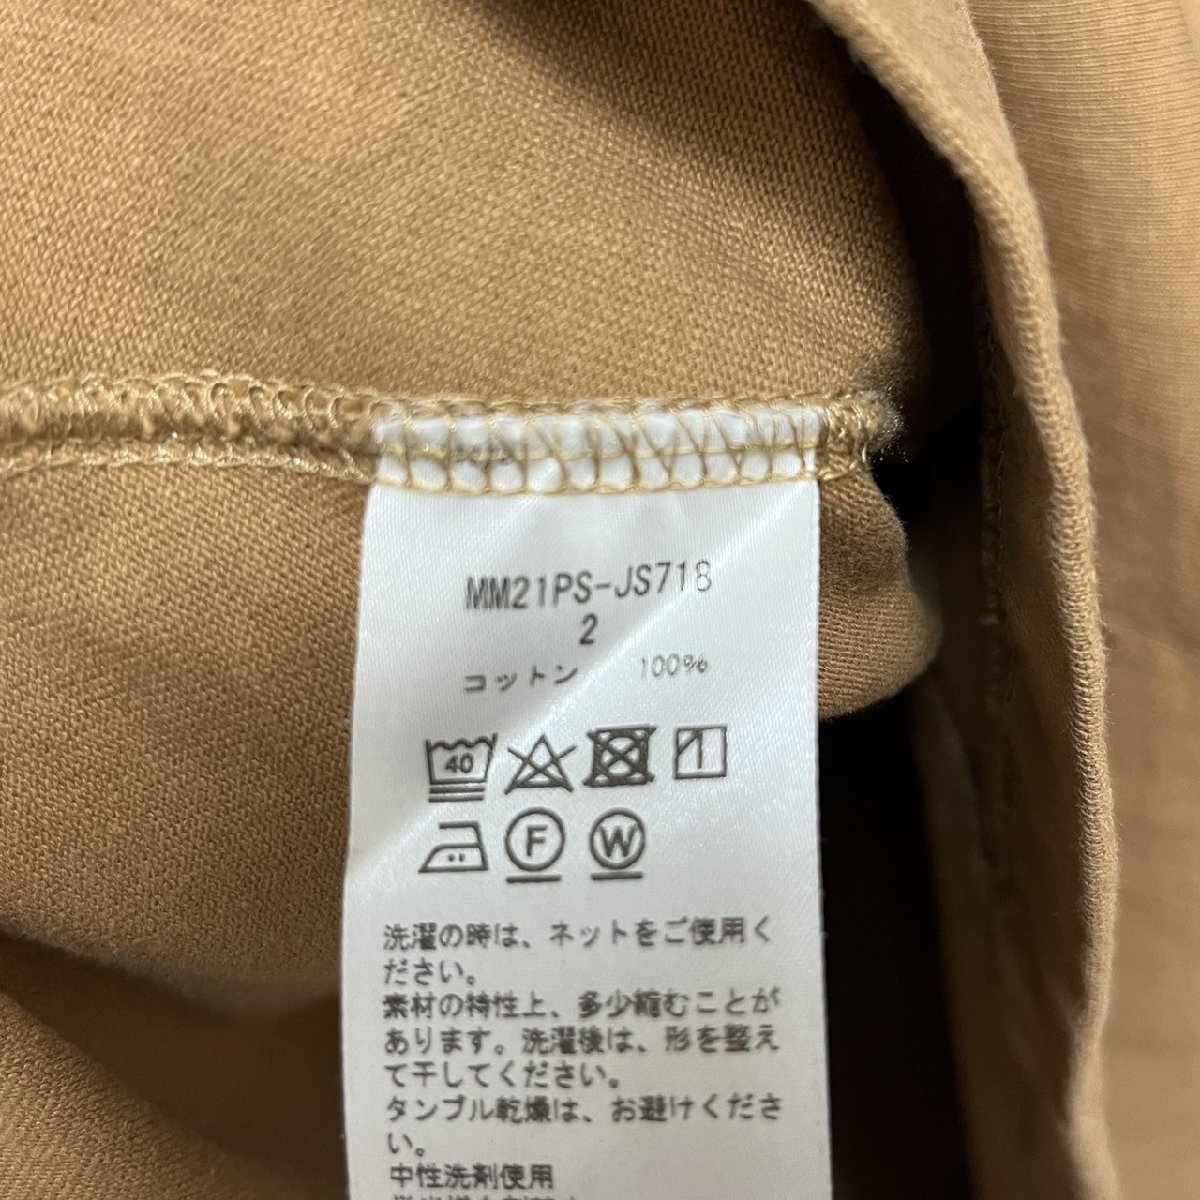 MM21PS-JS718
2
コットン 100%
40
F W
洗濯の時は、ネットをご使用く
ださい。
素材の特性上、多少縮むことが
あります。洗濯後は、形を整え
て干してください。
タンブル乾燥は、お避けくださ
い。
中性洗剤使用